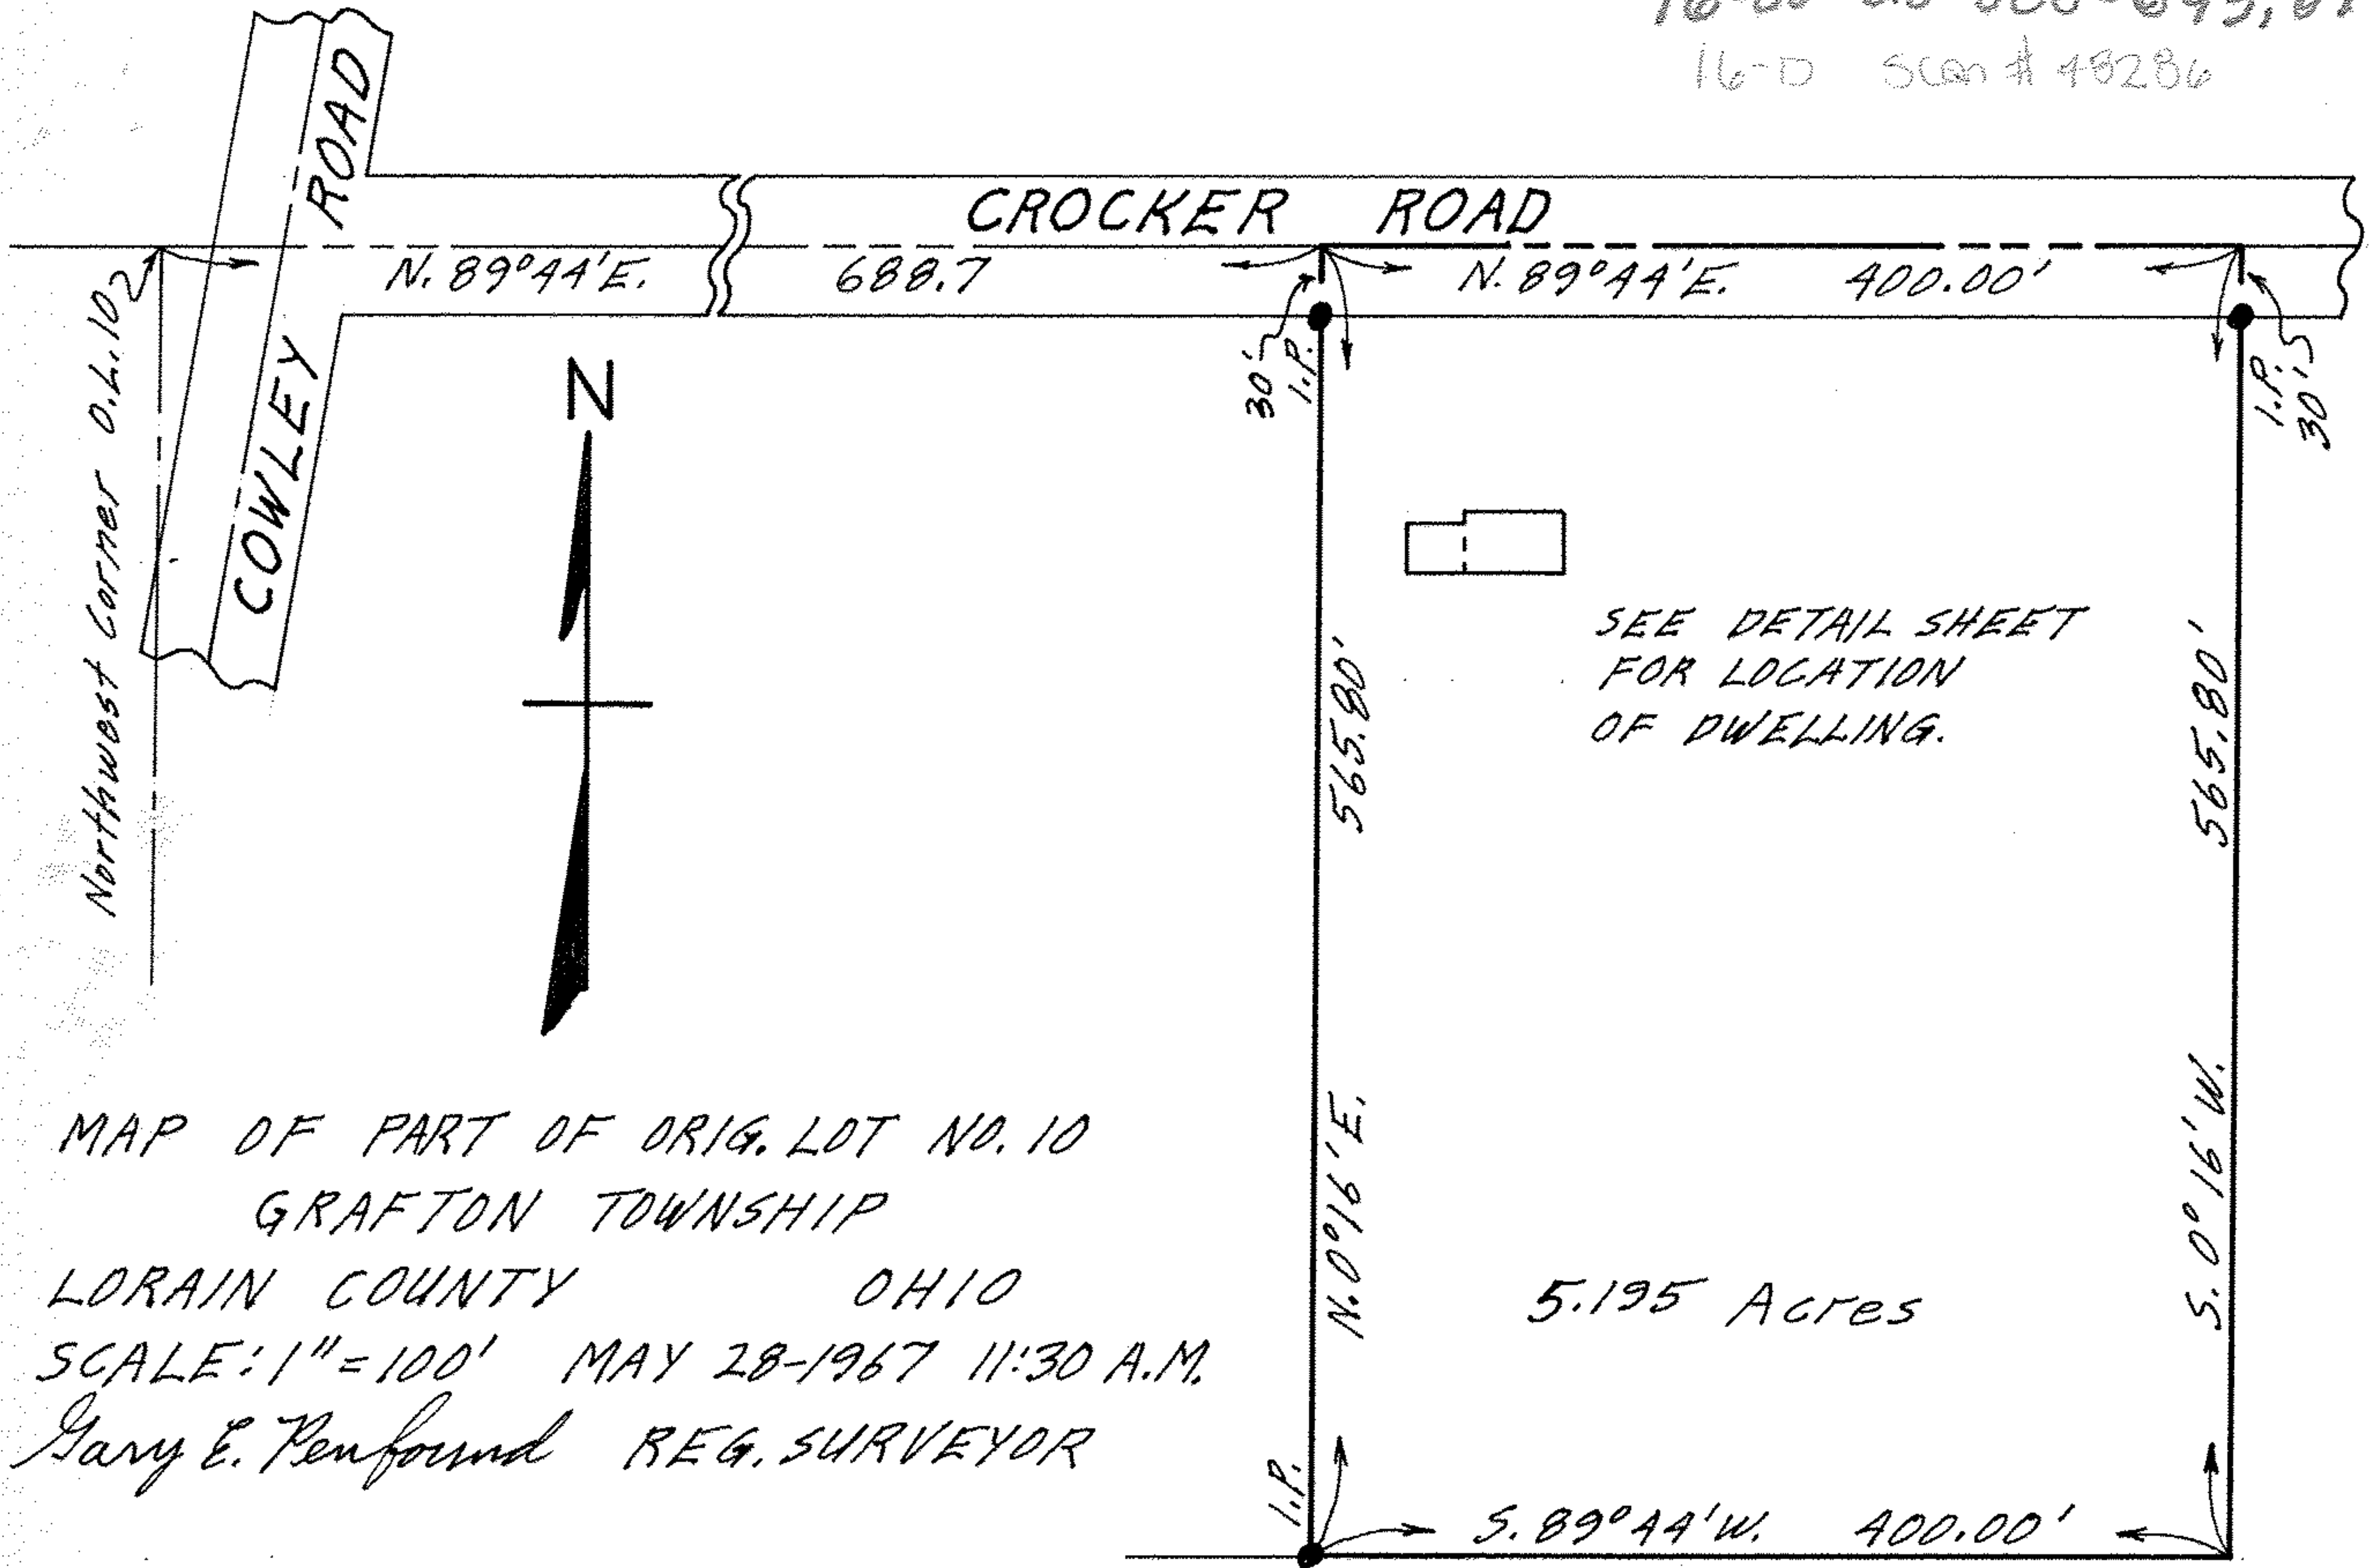 16-D Scan # 48286
COWLEY ROAD
CROCKER ROAD
N. 89°44'E. 688.7
N. 89°44'E. 400.00'
Northwest Corner O.L.10
30'
I.P.
I.P.
30'
N
SEE DETAIL SHEET
FOR LOCATION
OF DWELLING.
565.80'
565.80'
N. 0°16'E.
S. 0°16'W.
MAP OF PART OF ORIG. LOT NO. 10
GRAFTON TOWNSHIP
LORAIN COUNTY OHIO
SCALE: 1"=100' MAY 28-1967 11:30 A.M.
Gary E. Penfound REG. SURVEYOR
5.195 Acres
I.P.
S. 89°44'W. 400.00'